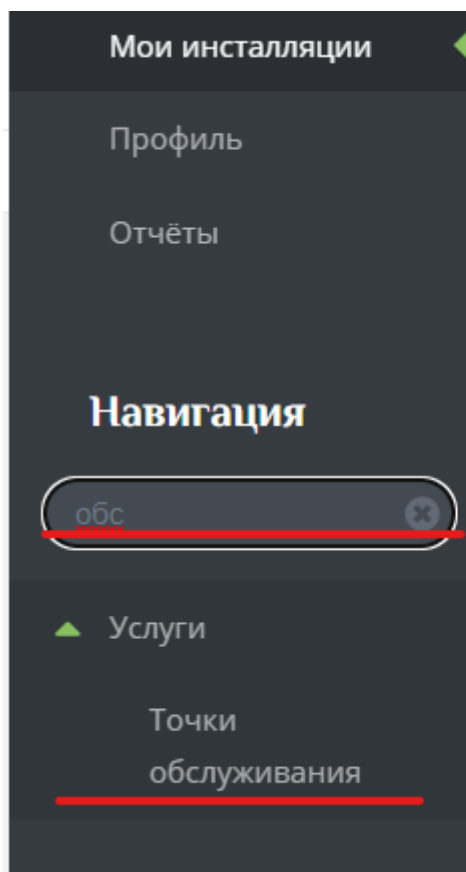 Мои инсталляции
Профиль
Отчёты
Навигация
обс
Услуги
Точки
обслуживания